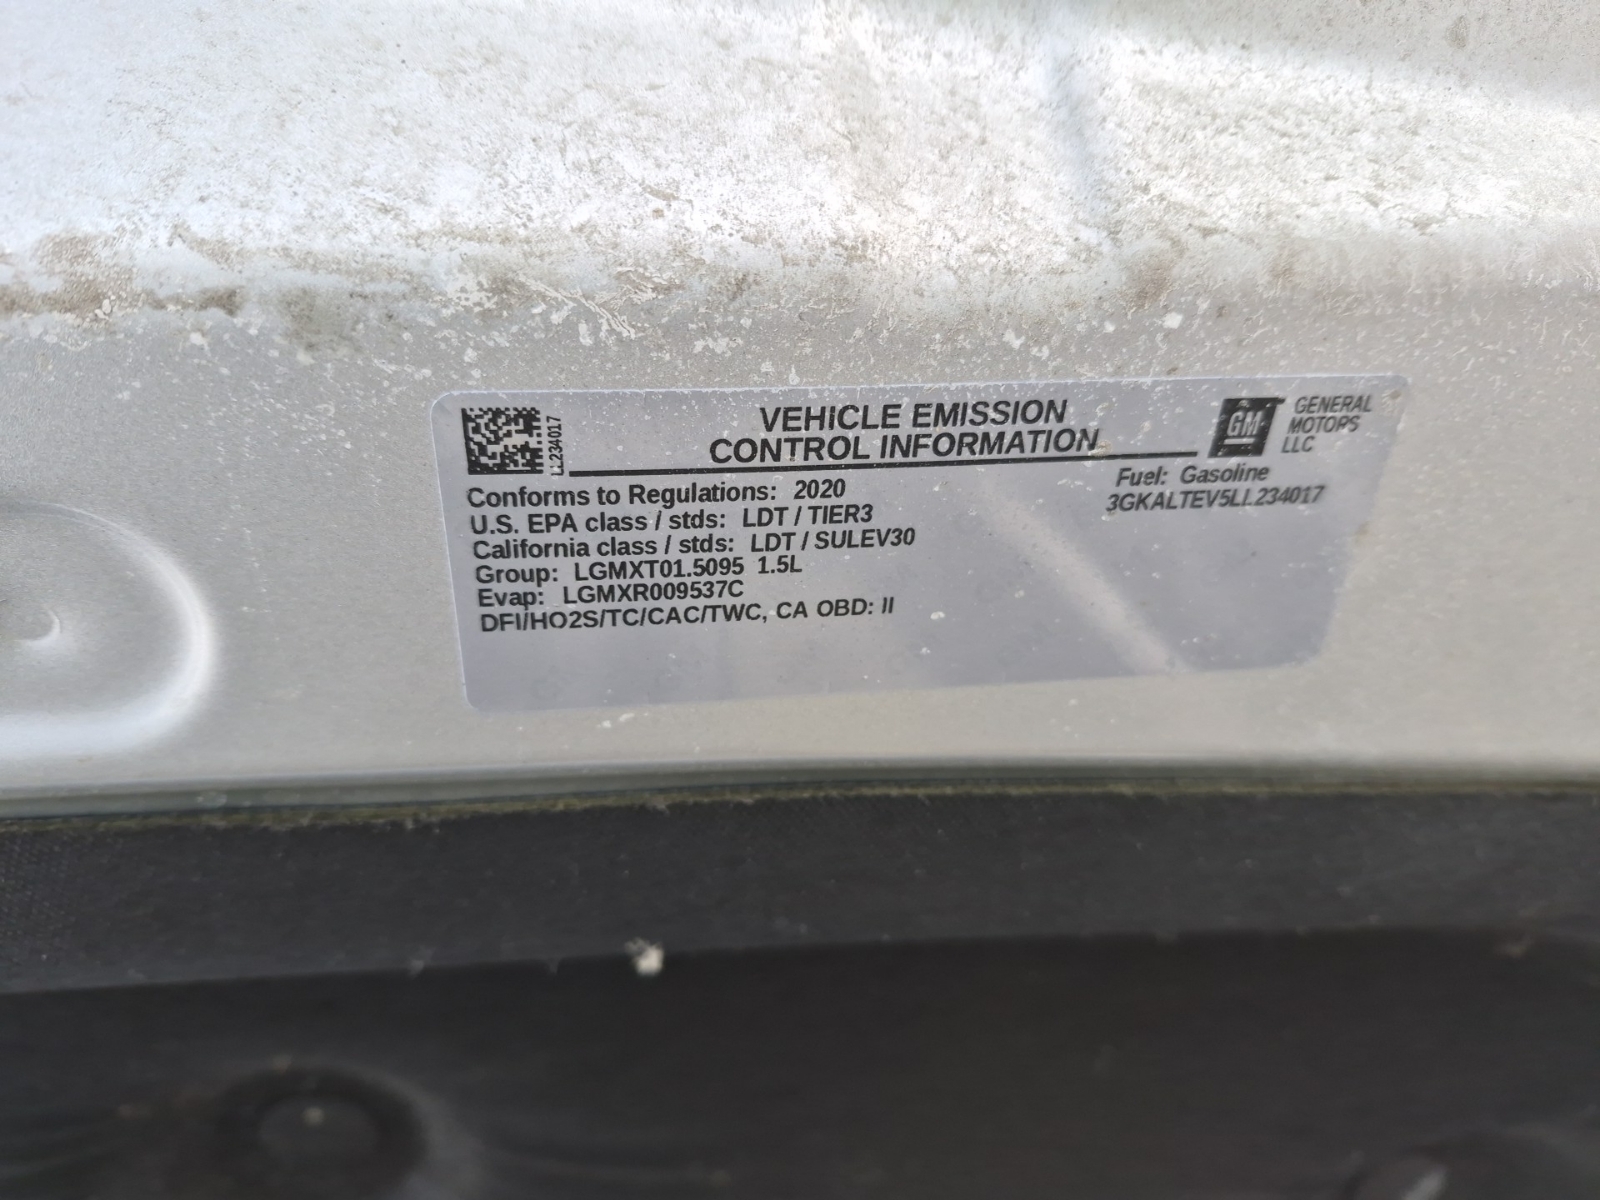 LL234017
VEHICLE EMISSION
CONTROL INFORMATION
GM
GENERAL
MOTORS
LLC
Fuel: Gasoline
3GKALTEV5LL234017
Conforms to Regulations: 2020
U.S. EPA class / stds: LDT / TIER3
California class / stds: LDT / SULEV30
Group: LGMXT01.5095 1.5L
Evap: LGMXR009537C
DFI/HO2S/TC/CAC/TWC, CA OBD: II